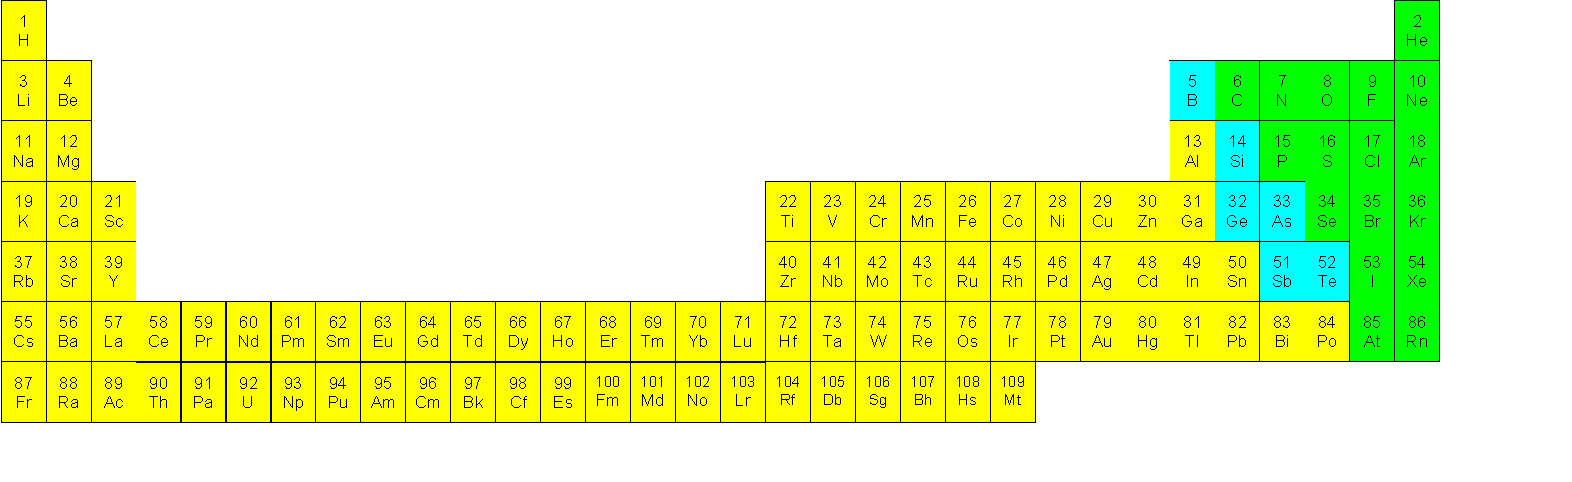 1 2
H He
3 4 5 6 7 8 9 10
Li Be B C N O F Ne
11 12 13 14 15 16 17 18
Na Mg Al Si P S Cl Ar
19 20 21 22 23 24 25 26 27 28 29 30 31 32 33 34 35 36
K Ca Sc Ti V Cr Mn Fe Co Ni Cu Zn Ga Ge As Se Br Kr
37 38 39 40 41 42 43 44 45 46 47 48 49 50 51 52 53 54
Rb Sr Y Zr Nb Mo Tc Ru Rh Pd Ag Cd In Sn Sb Te I Xe
55 56 57 58 59 60 61 62 63 64 65 66 67 68 69 70 71 72 73 74 75 76 77 78 79 80 81 82 83 84 85 86
Cs Ba La Ce Pr Nd Pm Sm Eu Gd Td Dy Ho Er Tm Yb Lu Hf Ta W Re Os Ir Pt Au Hg Tl Pb Bi Po At Rn
87 88 89 90 91 92 93 94 95 96 97 98 99 100 101 102 103 104 105 106 107 108 109
Fr Ra Ac Th Pa U Np Pu Am Cm Bk Cf Es Fm Md No Lr Rf Db Sg Bh Hs Mt